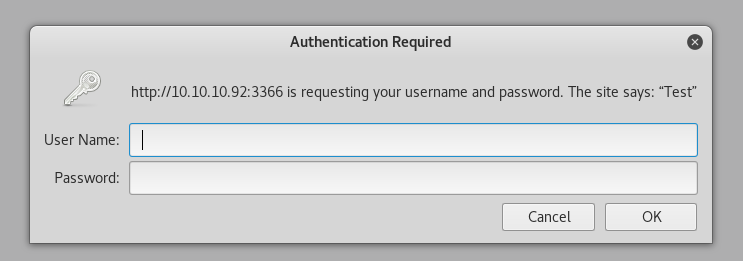 Authentication Required
http://10.10.10.92:3366 is requesting your username and password. The site says: “Test”
User Name:
Password:
Cancel OK